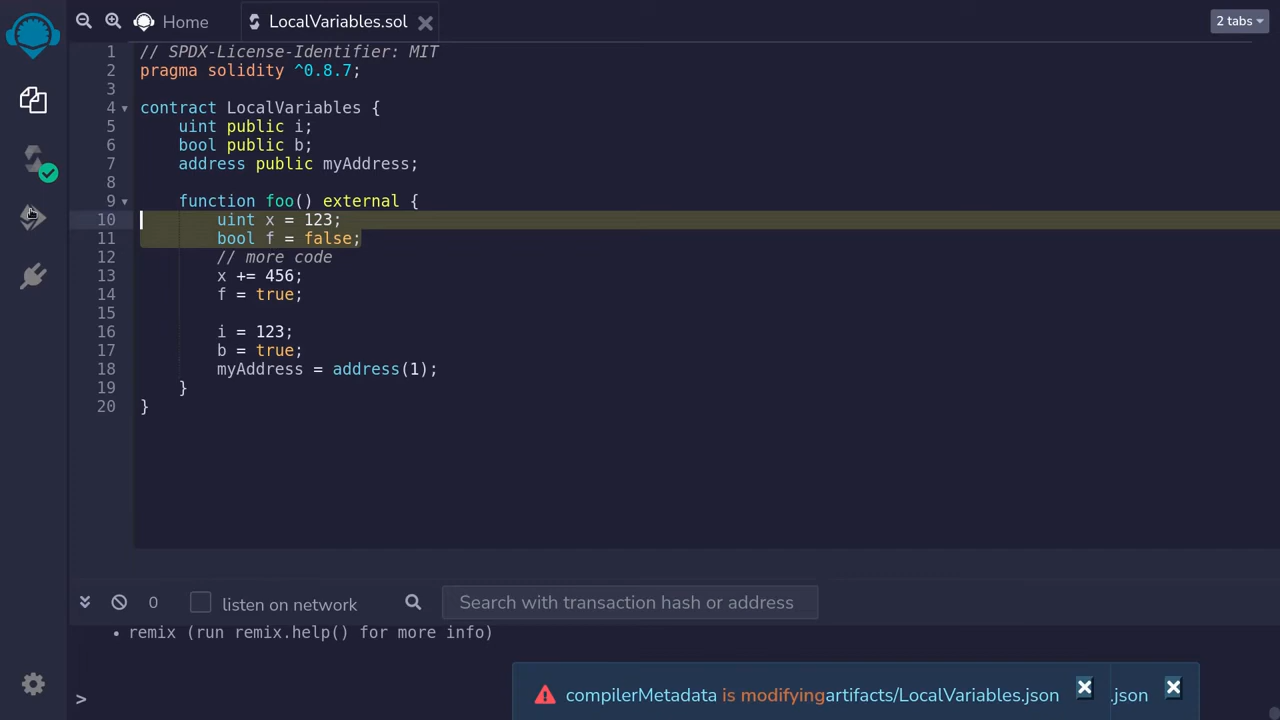 Home
LocalVariables.sol
2 tabs
1 // SPDX-License-Identifier: MIT
2 pragma solidity ^0.8.7;
3
4 contract LocalVariables {
5 uint public i;
6 bool public b;
7 address public myAddress;
8
9 function foo() external {
10 uint x = 123;
11 bool f = false;
12 // more code
13 x += 456;
14 f = true;
15
16 i = 123;
17 b = true;
18 myAddress = address(1);
19 }
20 }
0 listen on network Search with transaction hash or address
• remix (run remix.help() for more info)
compilerMetadata is modifyingartifacts/LocalVariables.json .json
>